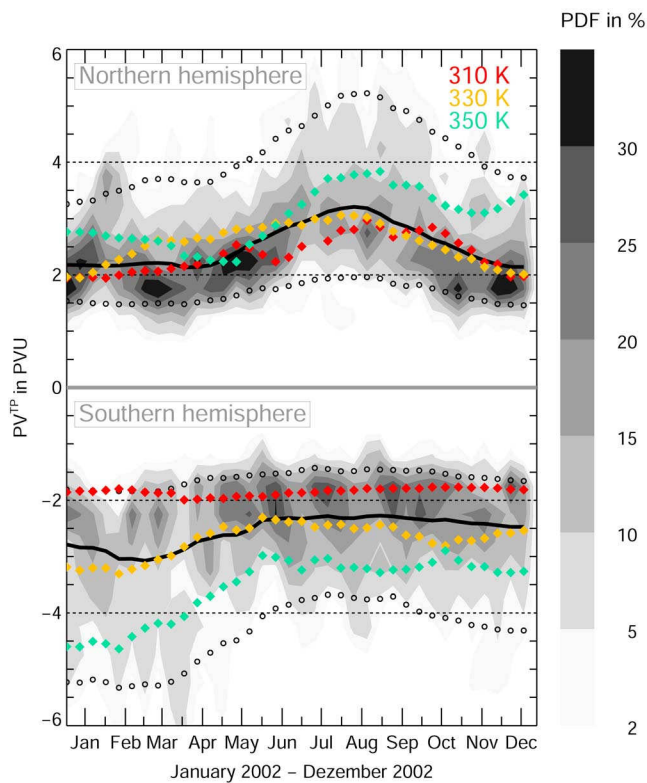 PDF in %
Northern hemisphere
310 K
330 K
350 K
6
4
2
0
PV^TP in PVU
Southern hemisphere
−2
−4
−6
30
25
20
15
10
5
2
Jan Feb Mar Apr May Jun Jul Aug Sep Oct Nov Dec
January 2002 – Dezember 2002